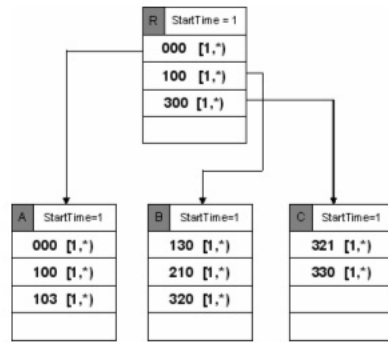 R StartTime = 1
000 [1,*)
100 [1,*)
300 [1,*)
A StartTime=1
000 [1,*)
100 [1,*)
103 [1,*)
B StartTime=1
130 [1,*)
210 [1,*)
320 [1,*)
C StartTime=1
321 [1,*)
330 [1,*)